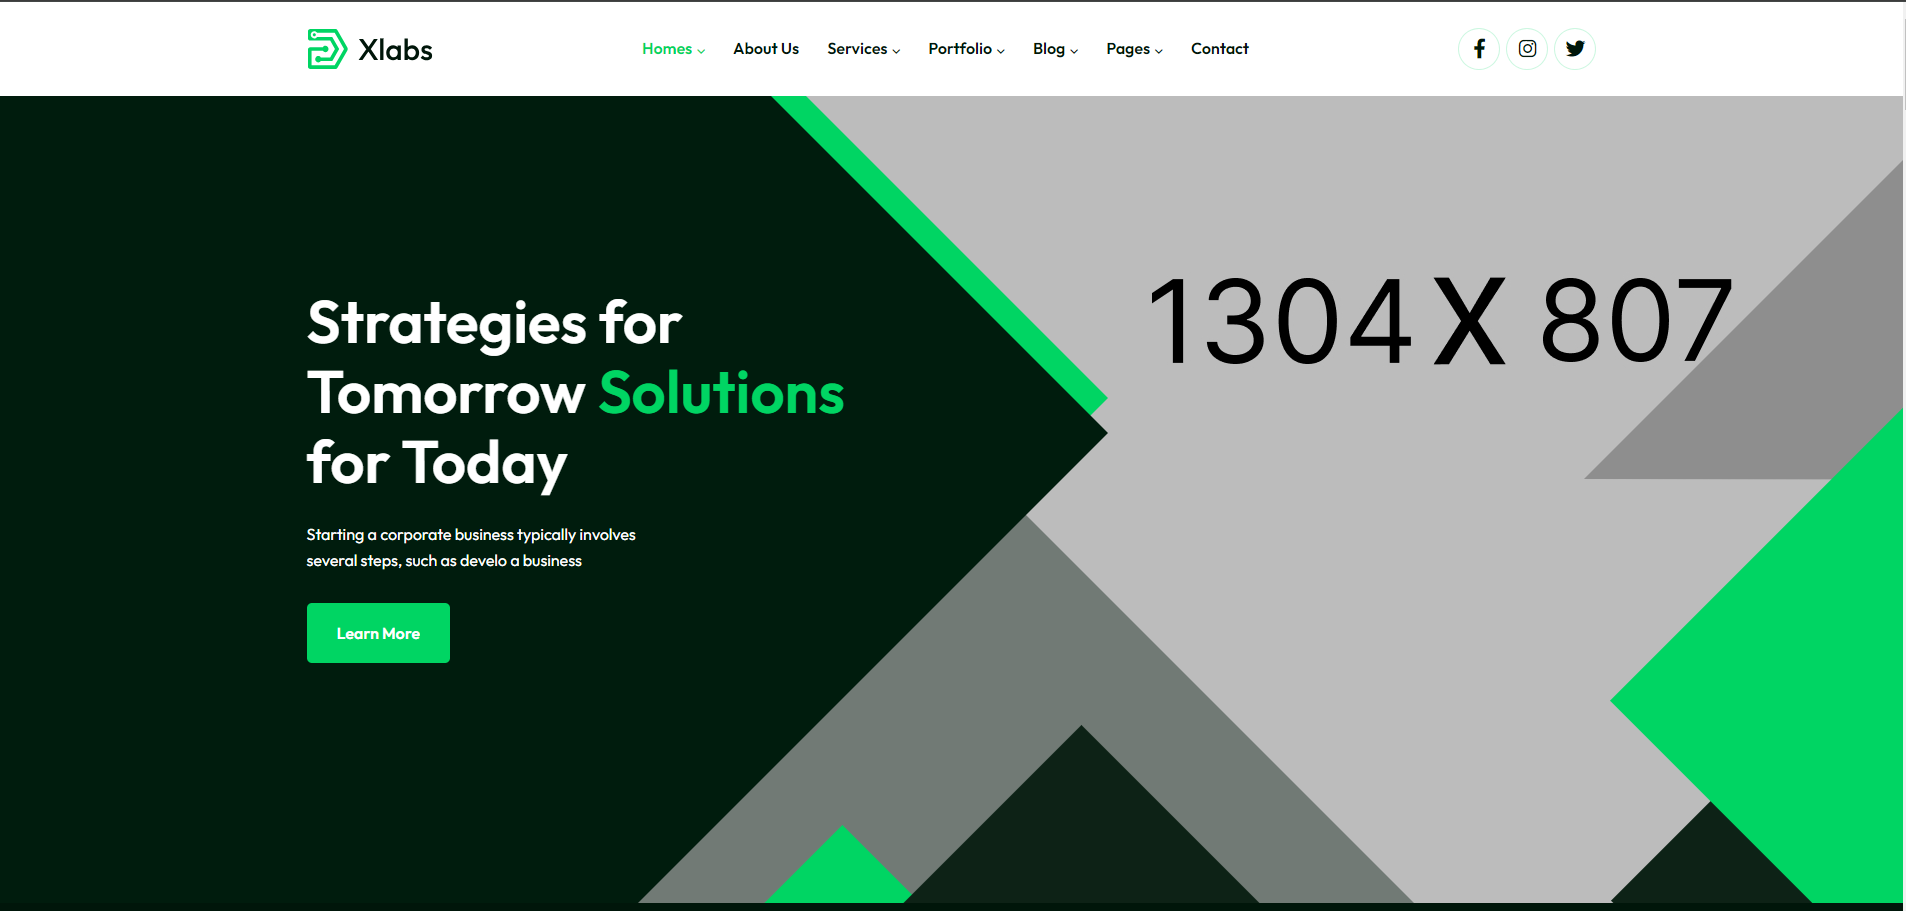 Xlabs
Homes About Us Services Portfolio Blog Pages Contact
1304 X 807
Strategies for
Tomorrow Solutions
for Today
Starting a corporate business typically involves
several steps, such as develo a business
Learn More